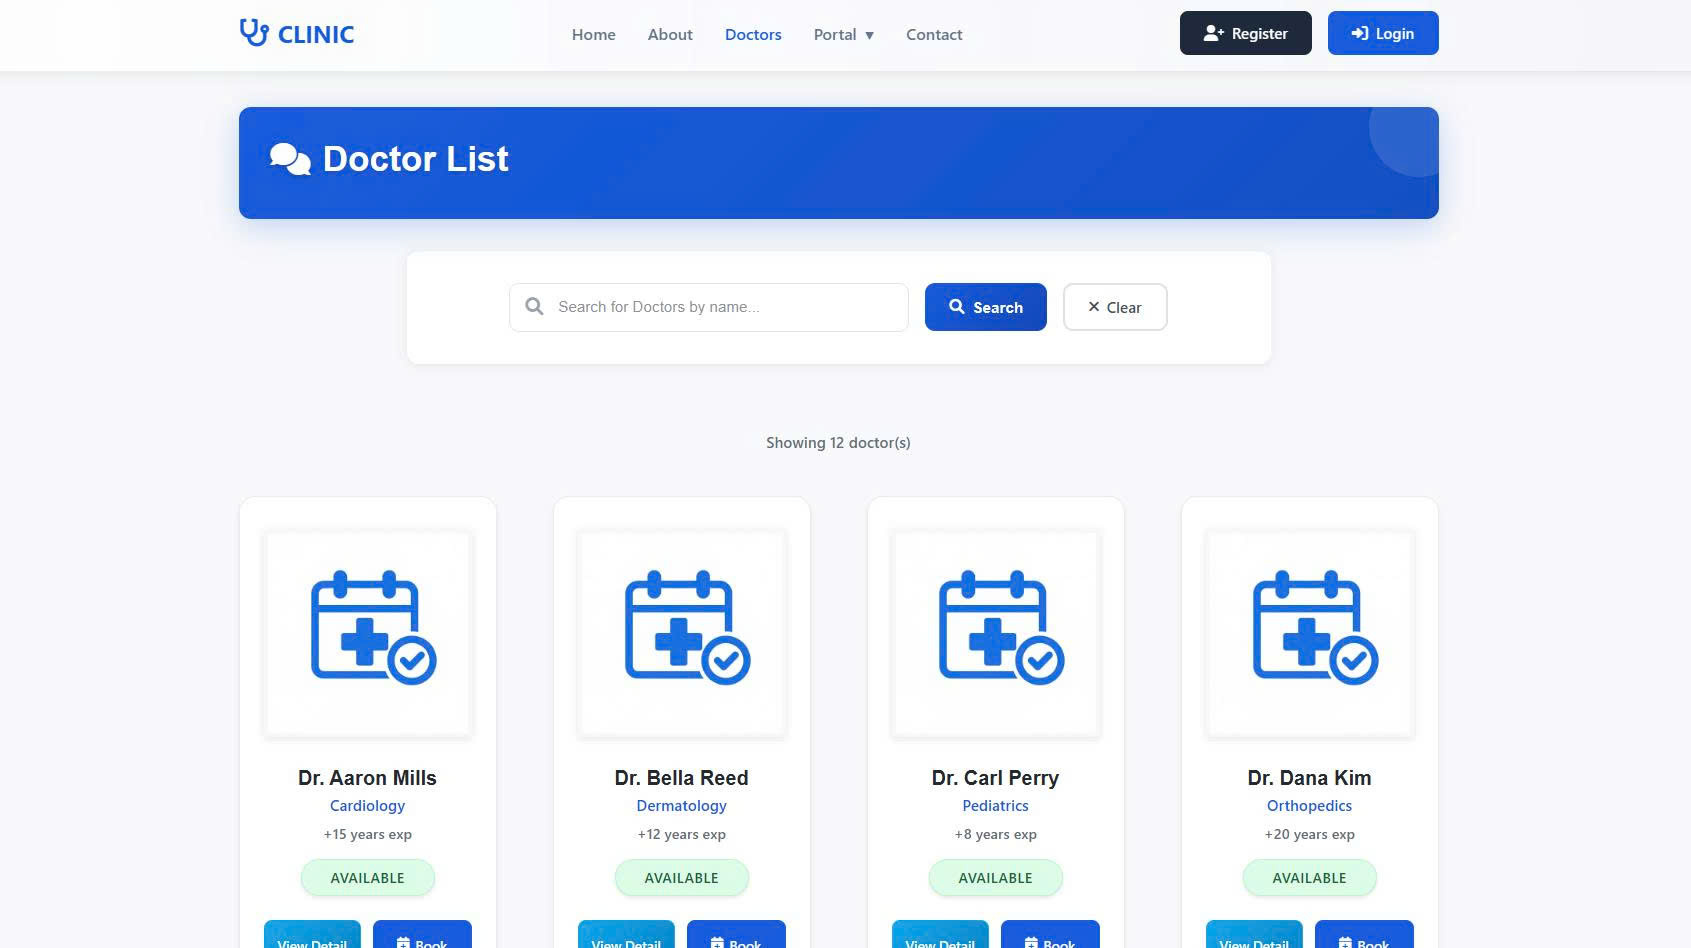 CLINIC
Home About Doctors Portal ▼ Contact
Register
Login
Doctor List
Search for Doctors by name...
Search
✕ Clear
Showing 12 doctor(s)
Dr. Aaron Mills
Cardiology
+15 years exp
AVAILABLE
View Detail
Book
Dr. Bella Reed
Dermatology
+12 years exp
AVAILABLE
View Detail
Book
Dr. Carl Perry
Pediatrics
+8 years exp
AVAILABLE
View Detail
Book
Dr. Dana Kim
Orthopedics
+20 years exp
AVAILABLE
View Detail
Book